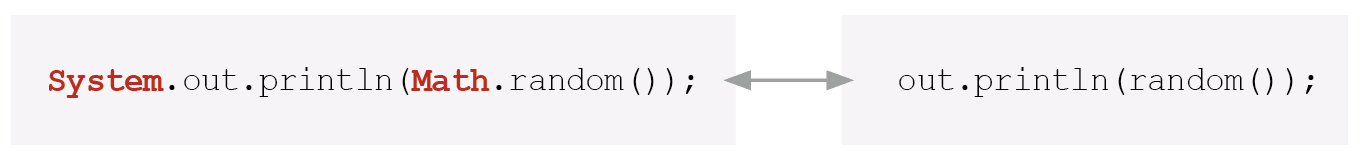 System.out.println(Math.random());
out.println(random());